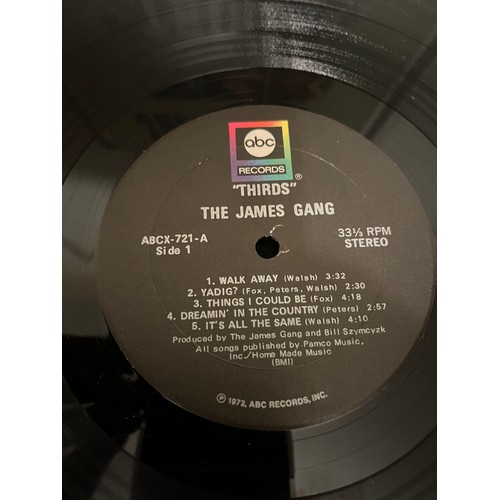 abc
RECORDS
®
"THIRDS"
THE JAMES GANG
ABCX-721-A
Side 1
33⅓ RPM
STEREO
1. WALK AWAY (Walsh) 3:32
2. YADIG? (Fox, Peters, Walsh) 2:30
3. THINGS I COULD BE (Fox) 4:18
4. DREAMIN' IN THE COUNTRY (Peters) 2:57
5. IT'S ALL THE SAME (Walsh) 4:10
Produced by The James Gang and Bill Szymcyzk
All songs published by Pamco Music,
Inc./Home Made Music
(BMI)
℗ 1972, ABC RECORDS, INC.